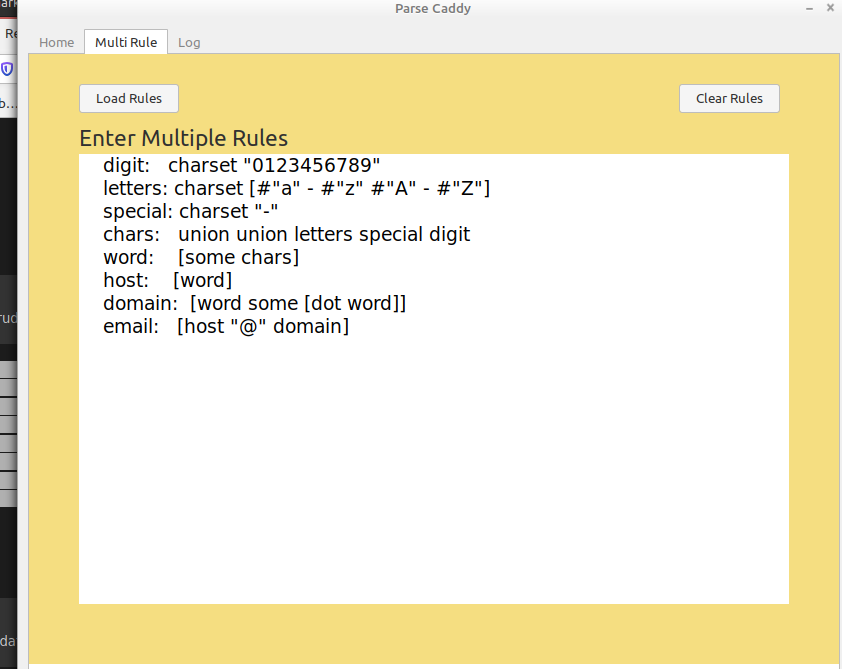 Parse Caddy
Home Multi Rule Log
Load Rules Clear Rules
Enter Multiple Rules
digit: charset "0123456789"
letters: charset [#"a" - #"z" #"A" - #"Z"]
special: charset "-"
chars: union union letters special digit
word: [some chars]
host: [word]
domain: [word some [dot word]]
email: [host "@" domain]